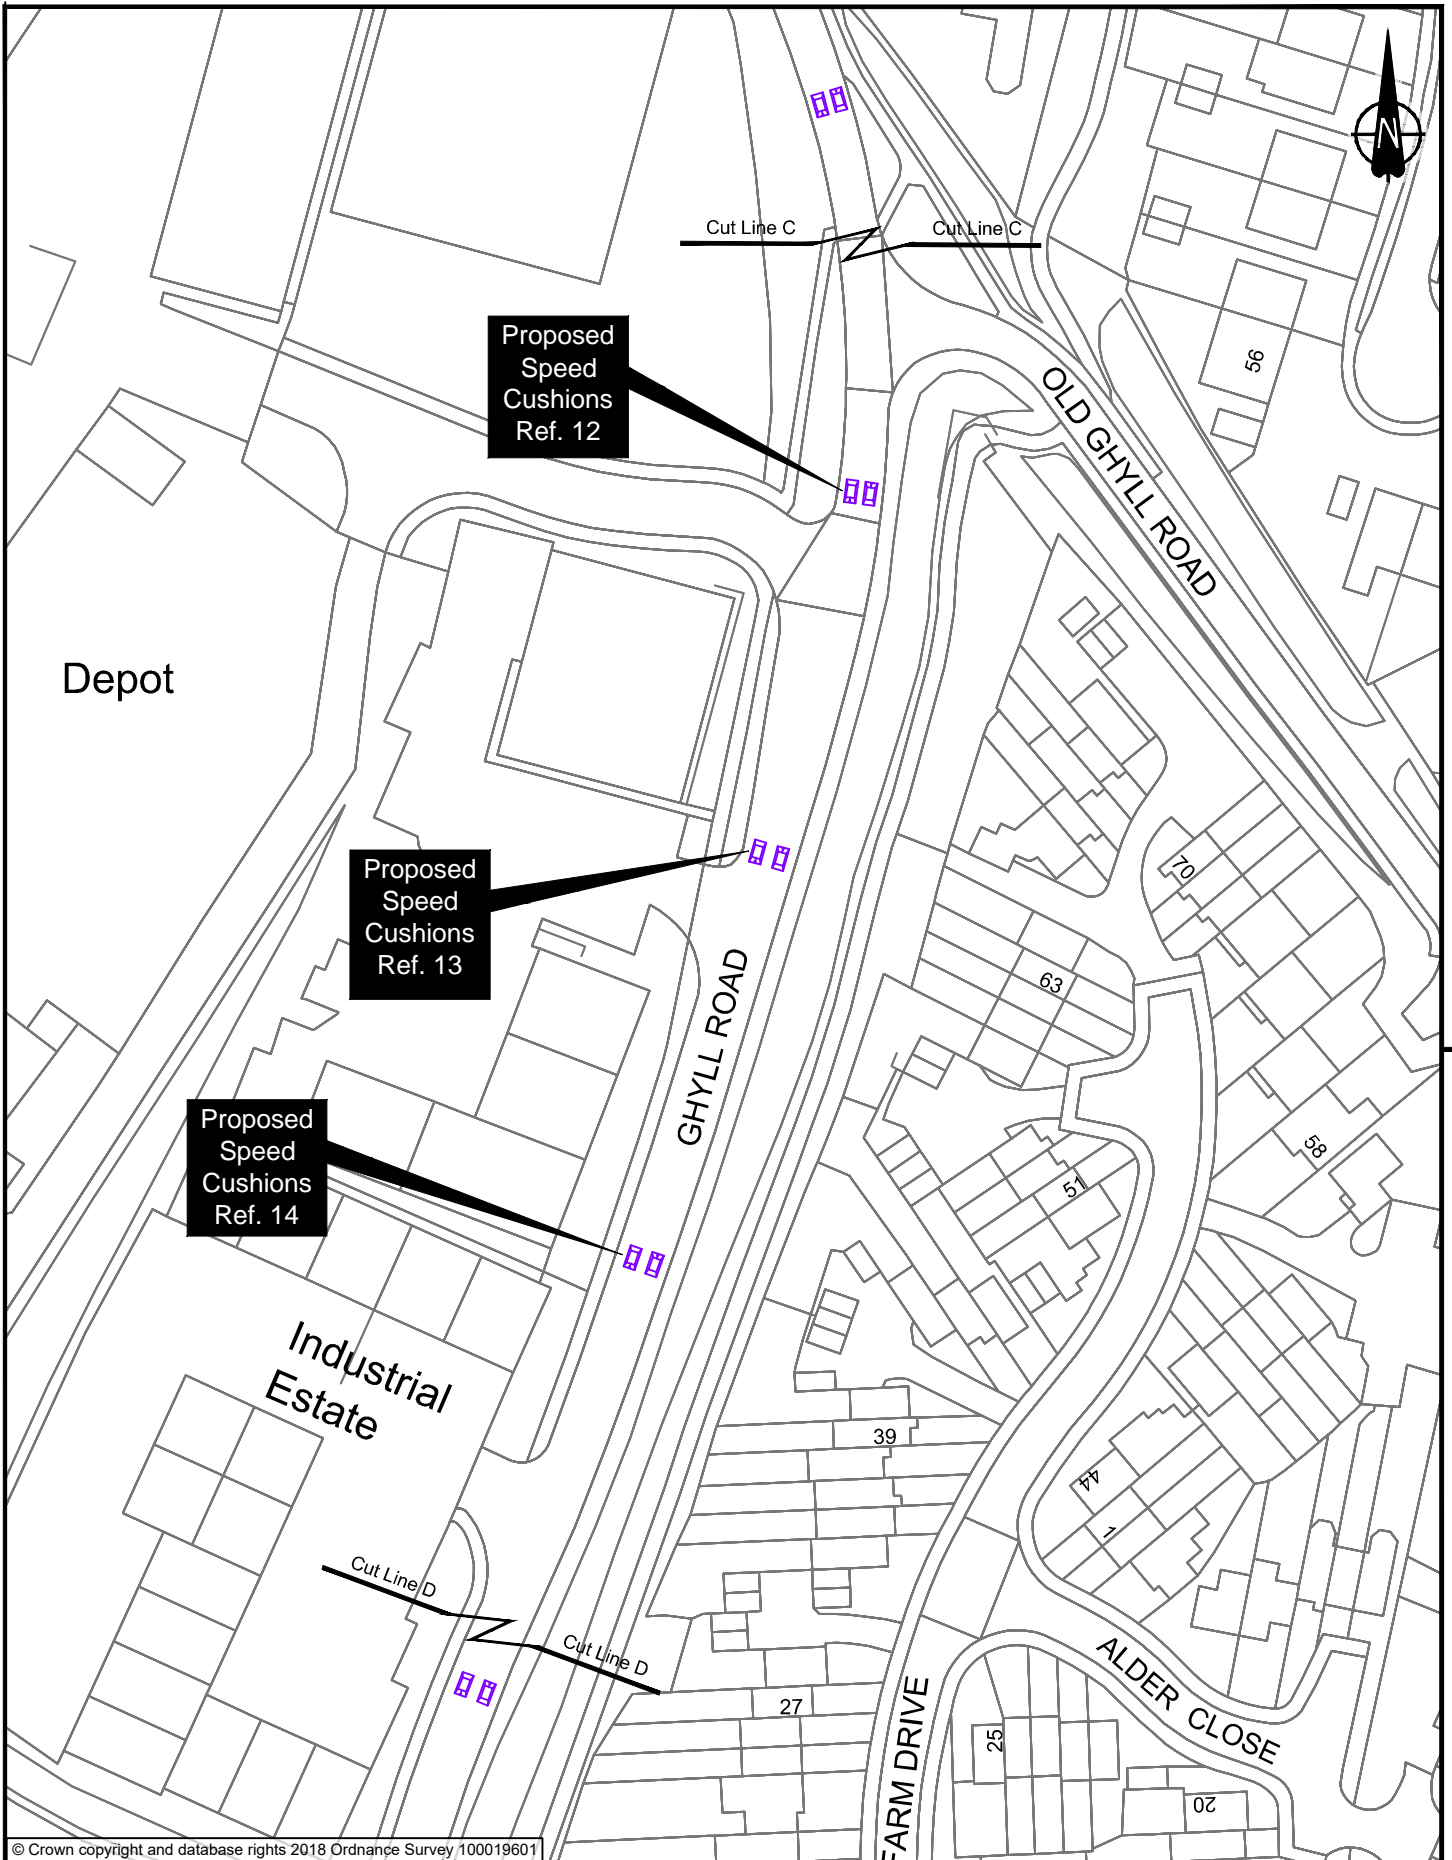 N
Cut Line C
Cut Line C
Proposed
Speed
Cushions
Ref. 12
56
OLD GHYLL ROAD
Depot
Proposed
Speed
Cushions
Ref. 13
70
63
GHYLL ROAD
Proposed
Speed
Cushions
Ref. 14
58
51
Industrial
Estate
39
44
1
Cut Line D
Cut Line D
ALDER CLOSE
27
25
FARM DRIVE
20
© Crown copyright and database rights 2018 Ordnance Survey 100019601